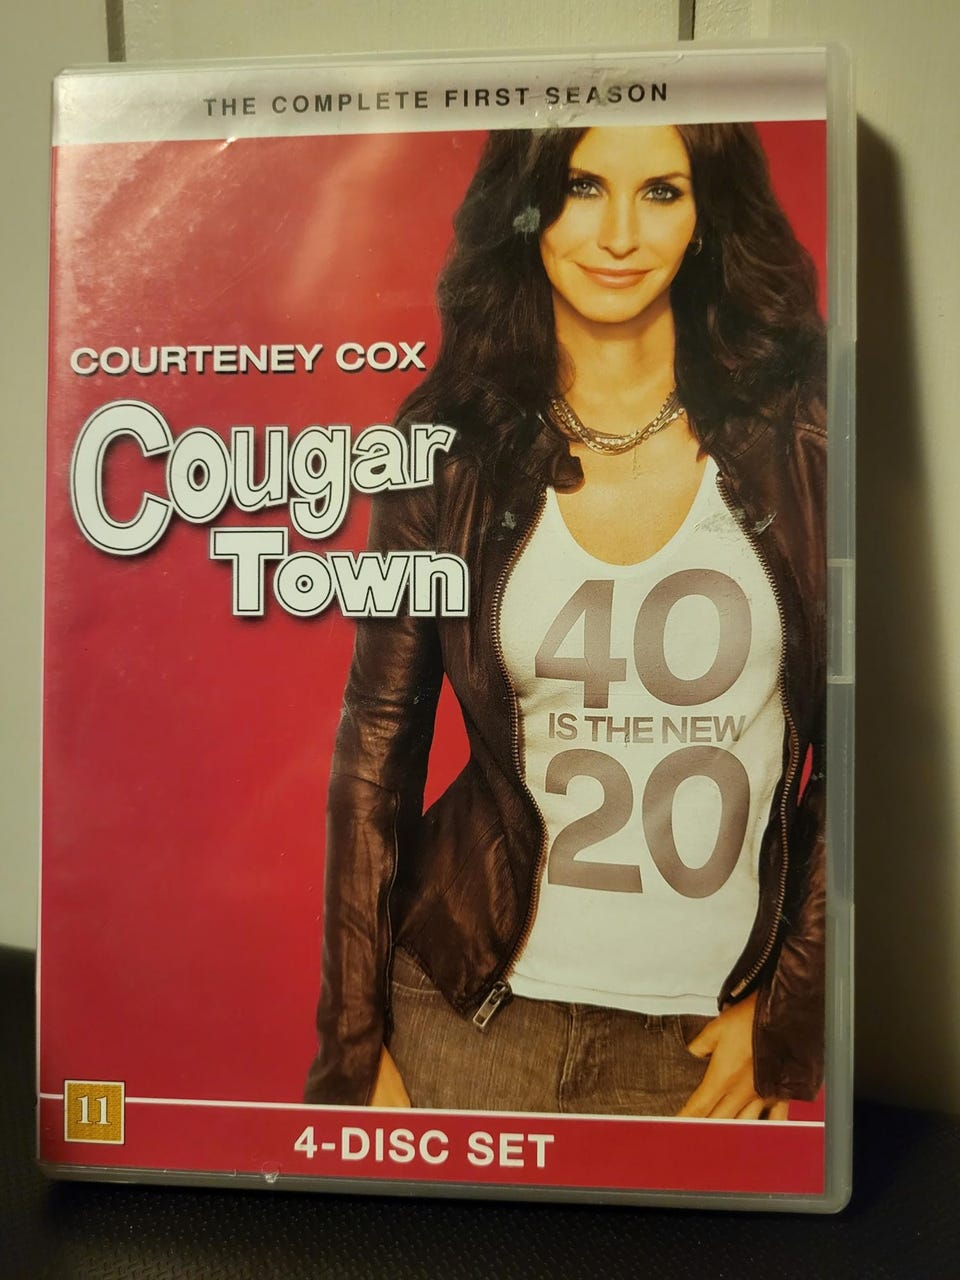 THE COMPLETE FIRST SEASON
COURTENEY COX
Cougar
Town
40
IS THE NEW
20
11
4-DISC SET